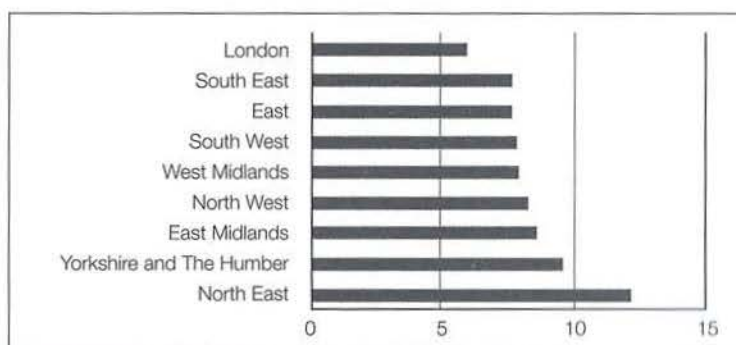 London
South East
East
South West
West Midlands
North West
East Midlands
Yorkshire and The Humber
North East
0 5 10 15